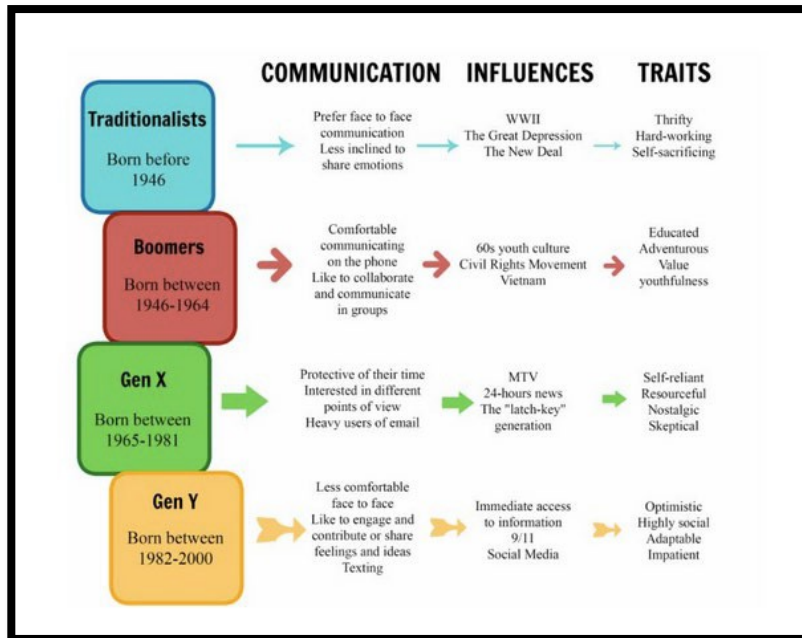 COMMUNICATION INFLUENCES TRAITS
Traditionalists
Born before
1946
Prefer face to face
communication
Less inclined to
share emotions
WWII
The Great Depression
The New Deal
Thrifty
Hard-working
Self-sacrificing
Boomers
Born between
1946-1964
Comfortable
communicating
on the phone
Like to collaborate
and communicate
in groups
60s youth culture
Civil Rights Movement
Vietnam
Educated
Adventurous
Value
youthfulness
Gen X
Born between
1965-1981
Protective of their time
Interested in different
points of view
Heavy users of email
MTV
24-hours news
The "latch-key"
generation
Self-reliant
Resourceful
Nostalgic
Skeptical
Gen Y
Born between
1982-2000
Less comfortable
face to face
Like to engage and
contribute or share
feelings and ideas
Texting
Immediate access
to information
9/11
Social Media
Optimistic
Highly social
Adaptable
Impatient